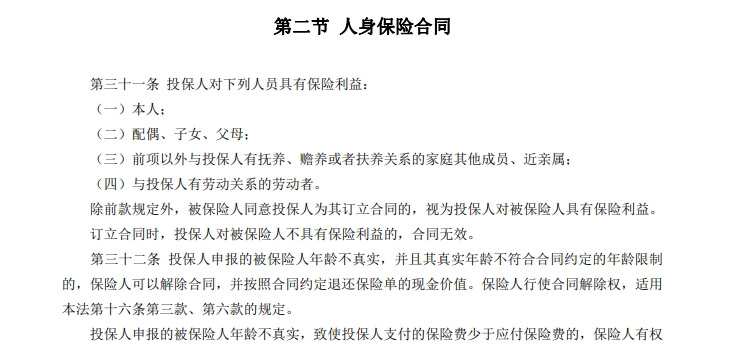 第二节 人身保险合同
第三十一条 投保人对下列人员具有保险利益：
（一）本人；
（二）配偶、子女、父母；
（三）前项以外与投保人有抚养、赡养或者扶养关系的家庭其他成员、近亲属；
（四）与投保人有劳动关系的劳动者。
除前款规定外，被保险人同意投保人为其订立合同的，视为投保人对被保险人具有保险利益。
订立合同时，投保人对被保险人不具有保险利益的，合同无效。
第三十二条 投保人申报的被保险人年龄不真实，并且其真实年龄不符合合同约定的年龄限制
的，保险人可以解除合同，并按照合同约定退还保险单的现金价值。保险人行使合同解除权，适用
本法第十六条第三款、第六款的规定。
投保人申报的被保险人年龄不真实，致使投保人支付的保险费少于应付保险费的，保险人有权